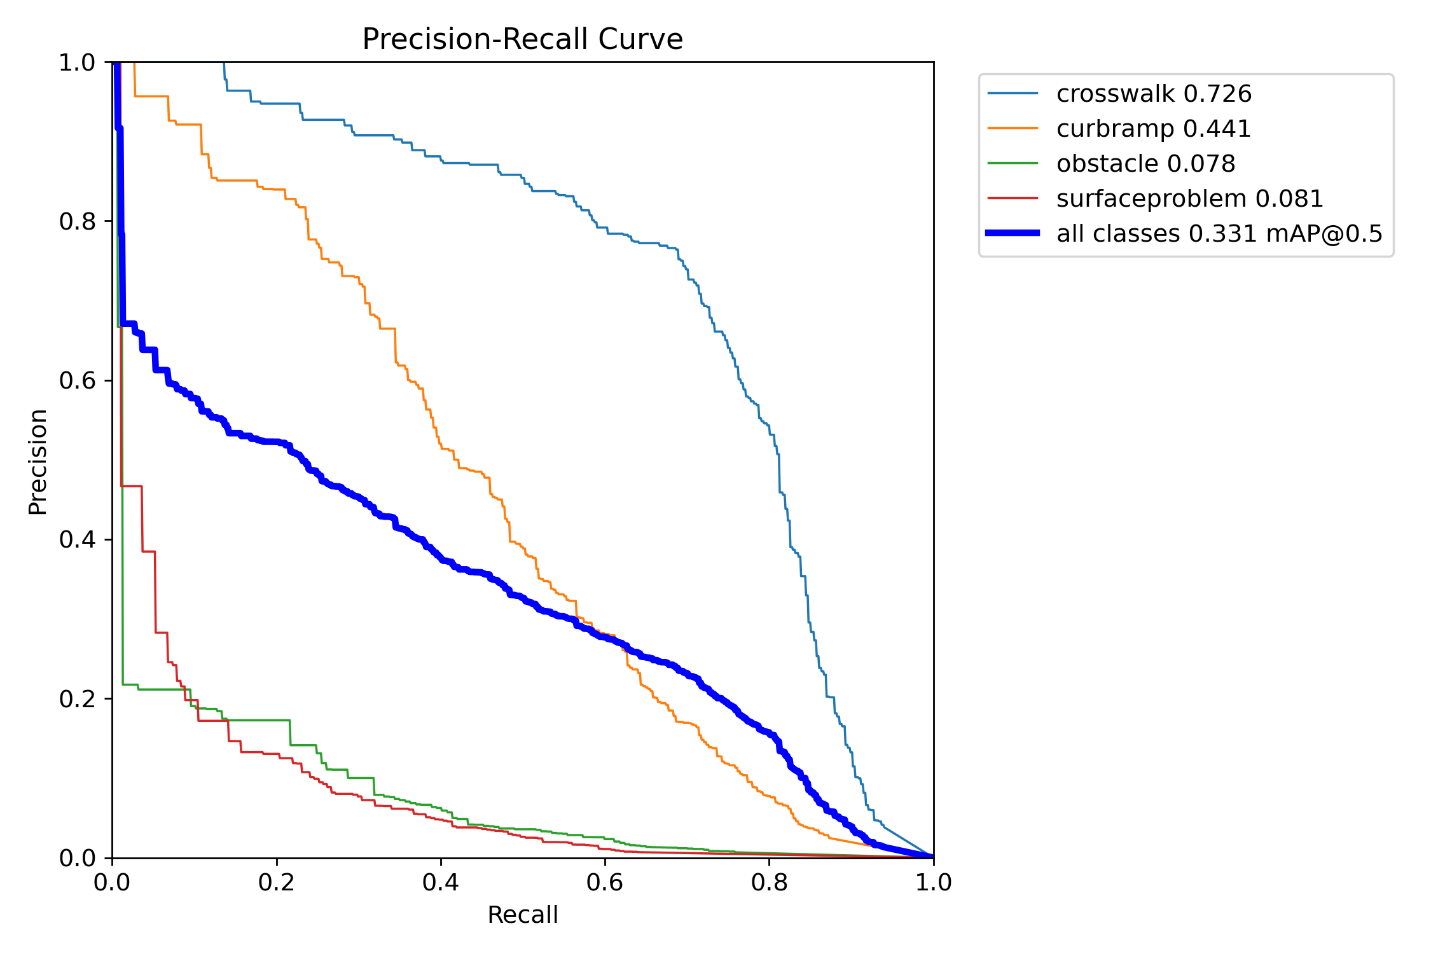 Precision-Recall Curve
1.0
0.8
0.6
0.4
0.2
0.0
Precision
0.0 0.2 0.4 0.6 0.8 1.0
Recall
crosswalk 0.726
curbramp 0.441
obstacle 0.078
surfaceproblem 0.081
all classes 0.331 mAP@0.5